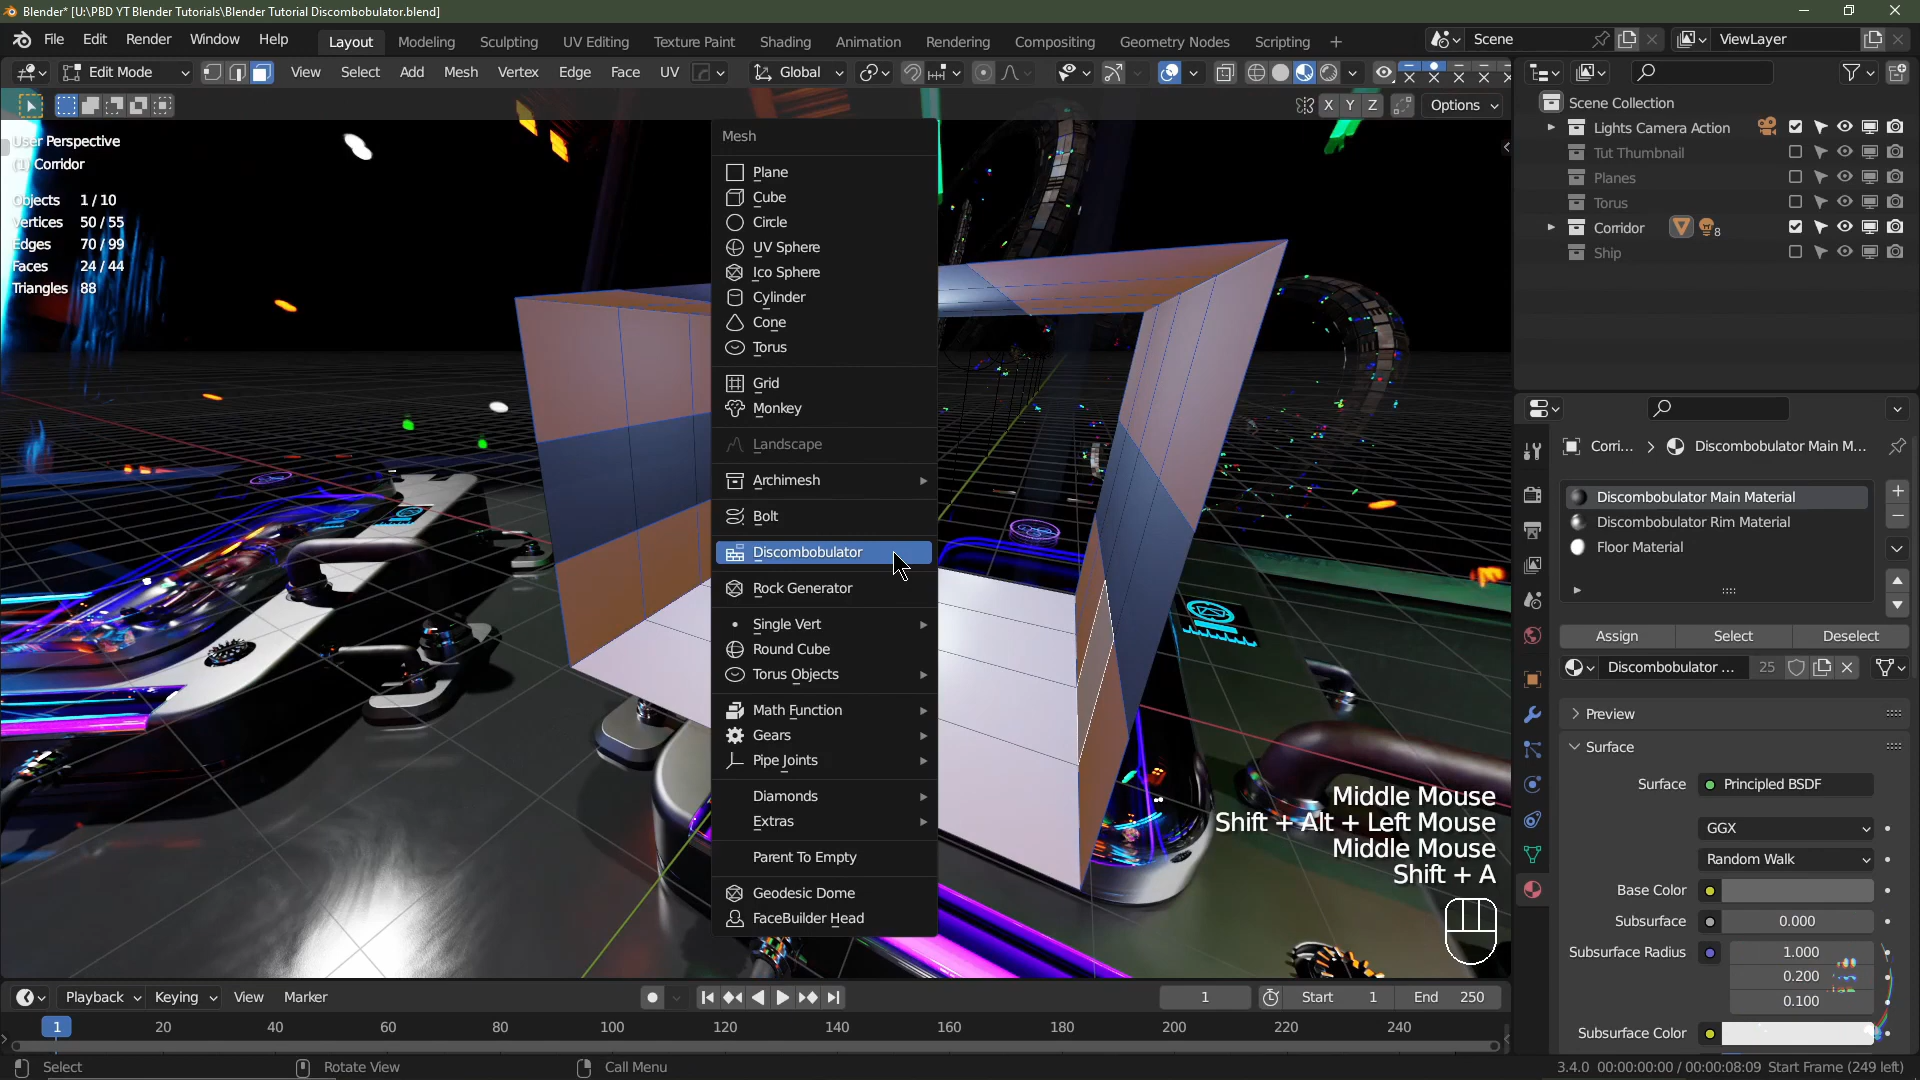 Blender* [U:\PBD YT Blender Tutorials\Blender Tutorial Discombobulator.blend]
File Edit Render Window Help Layout Modeling Sculpting UV Editing Texture Paint Shading Animation Rendering Compositing Geometry Nodes Scripting + Scene ViewLayer
Edit Mode View Select Add Mesh Vertex Edge Face UV Global
X Y Z Options
User Perspective
(1) Corridor
Objects 1 / 10
Vertices 50 / 55
Edges 70 / 99
Faces 24 / 44
Triangles 88
Mesh
Plane
Cube
Circle
UV Sphere
Ico Sphere
Cylinder
Cone
Torus
Grid
Monkey
Landscape
Archimesh
Bolt
Discombobulator
Rock Generator
Single Vert
Round Cube
Torus Objects
Math Function
Gears
Pipe Joints
Diamonds
Extras
Parent To Empty
Geodesic Dome
FaceBuilder Head
Middle Mouse
Shift + Alt + Left Mouse
Middle Mouse
Shift + A
Scene Collection
Lights Camera Action
Tut Thumbnail
Planes
Torus
Corridor 8
Ship
Corri... > Discombobulator Main M...
Discombobulator Main Material
Discombobulator Rim Material
Floor Material
Assign Select Deselect
Discombobulator ... 25
Preview
Surface
Surface Principled BSDF
GGX
Random Walk
Base Color
Subsurface 0.000
Subsurface Radius 1.000
0.200
0.100
Subsurface Color
Playback Keying View Marker 1 Start 1 End 250
1 20 40 60 80 100 120 140 160 180 200 220 240
Select Rotate View Call Menu 3.4.0 00:00:00:00 / 00:00:08:09 Start Frame (249 left)